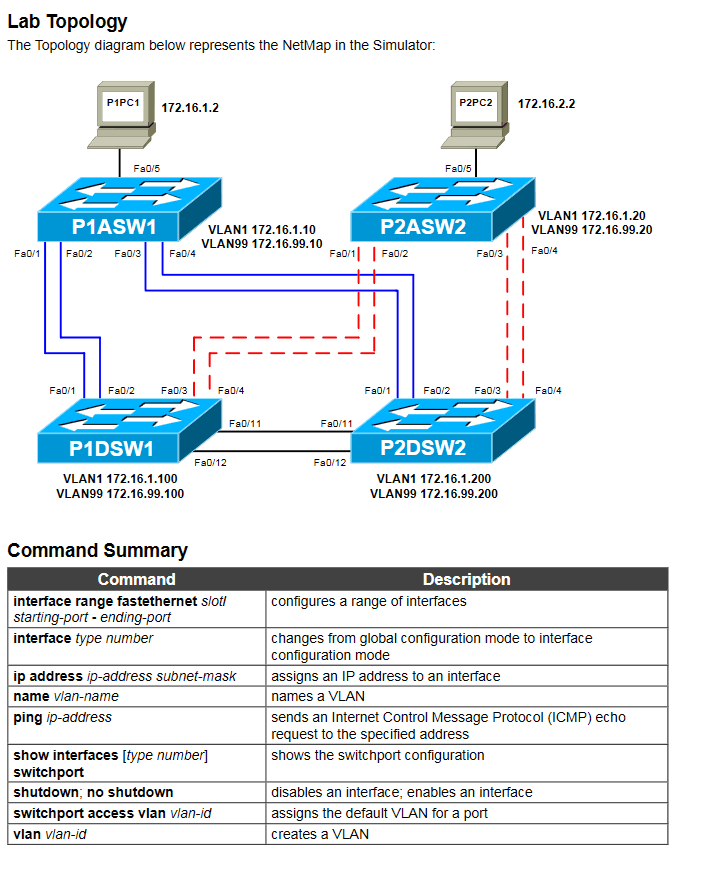 Lab Topology
The Topology diagram below represents the NetMap in the Simulator:
P1PC1
172.16.1.2
P2PC2
172.16.2.2
Fa0/5
Fa0/5
P1ASW1
P2ASW2
VLAN1 172.16.1.10
VLAN99 172.16.99.10
VLAN1 172.16.1.20
VLAN99 172.16.99.20
Fa0/1
Fa0/2
Fa0/3
Fa0/4
Fa0/1
Fa0/2
Fa0/3
Fa0/4
Fa0/1
Fa0/2
Fa0/3
Fa0/4
Fa0/1
Fa0/2
Fa0/3
Fa0/4
P1DSW1
P2DSW2
Fa0/11
Fa0/11
Fa0/12
Fa0/12
VLAN1 172.16.1.100
VLAN99 172.16.99.100
VLAN1 172.16.1.200
VLAN99 172.16.99.200
Command Summary
Command
Description
interface range fastethernet slotl
starting-port - ending-port
configures a range of interfaces
interface type number
changes from global configuration mode to interface
configuration mode
ip address ip-address subnet-mask
assigns an IP address to an interface
name vlan-name
names a VLAN
ping ip-address
sends an Internet Control Message Protocol (ICMP) echo
request to the specified address
show interfaces [type number]
switchport
shows the switchport configuration
shutdown; no shutdown
disables an interface; enables an interface
switchport access vlan vlan-id
assigns the default VLAN for a port
vlan vlan-id
creates a VLAN